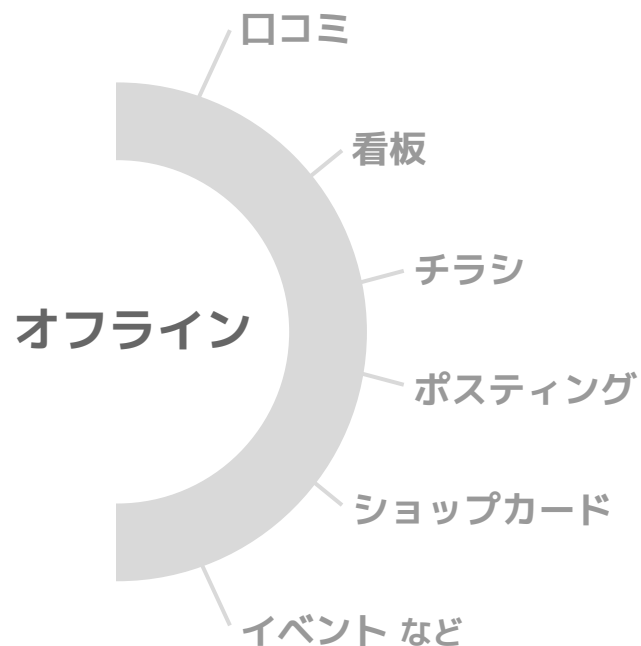 口コミ
看板
チラシ
オフライン
ポスティング
ショップカード
イベント など